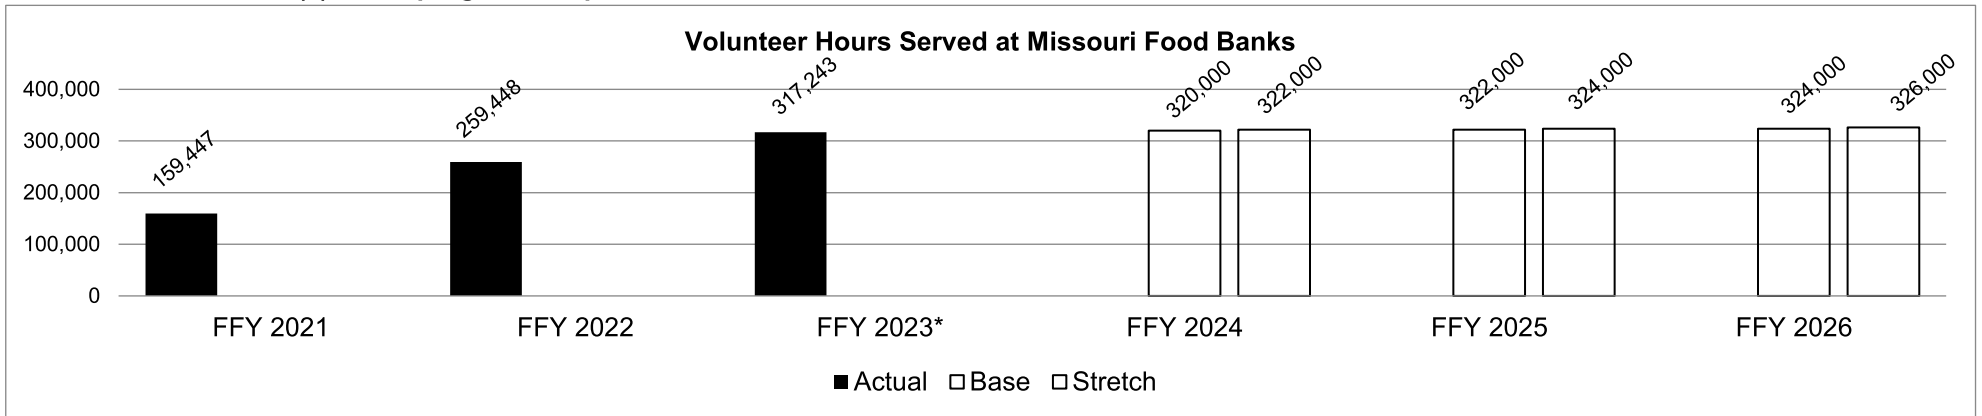 Volunteer Hours Served at Missouri Food Banks
400,000
300,000
200,000
100,000
0
159,447
259,448
317,243
320,000
322,000
322,000
324,000
324,000
326,000
FFY 2021
FFY 2022
FFY 2023*
FFY 2024
FFY 2025
FFY 2026
Actual Base Stretch